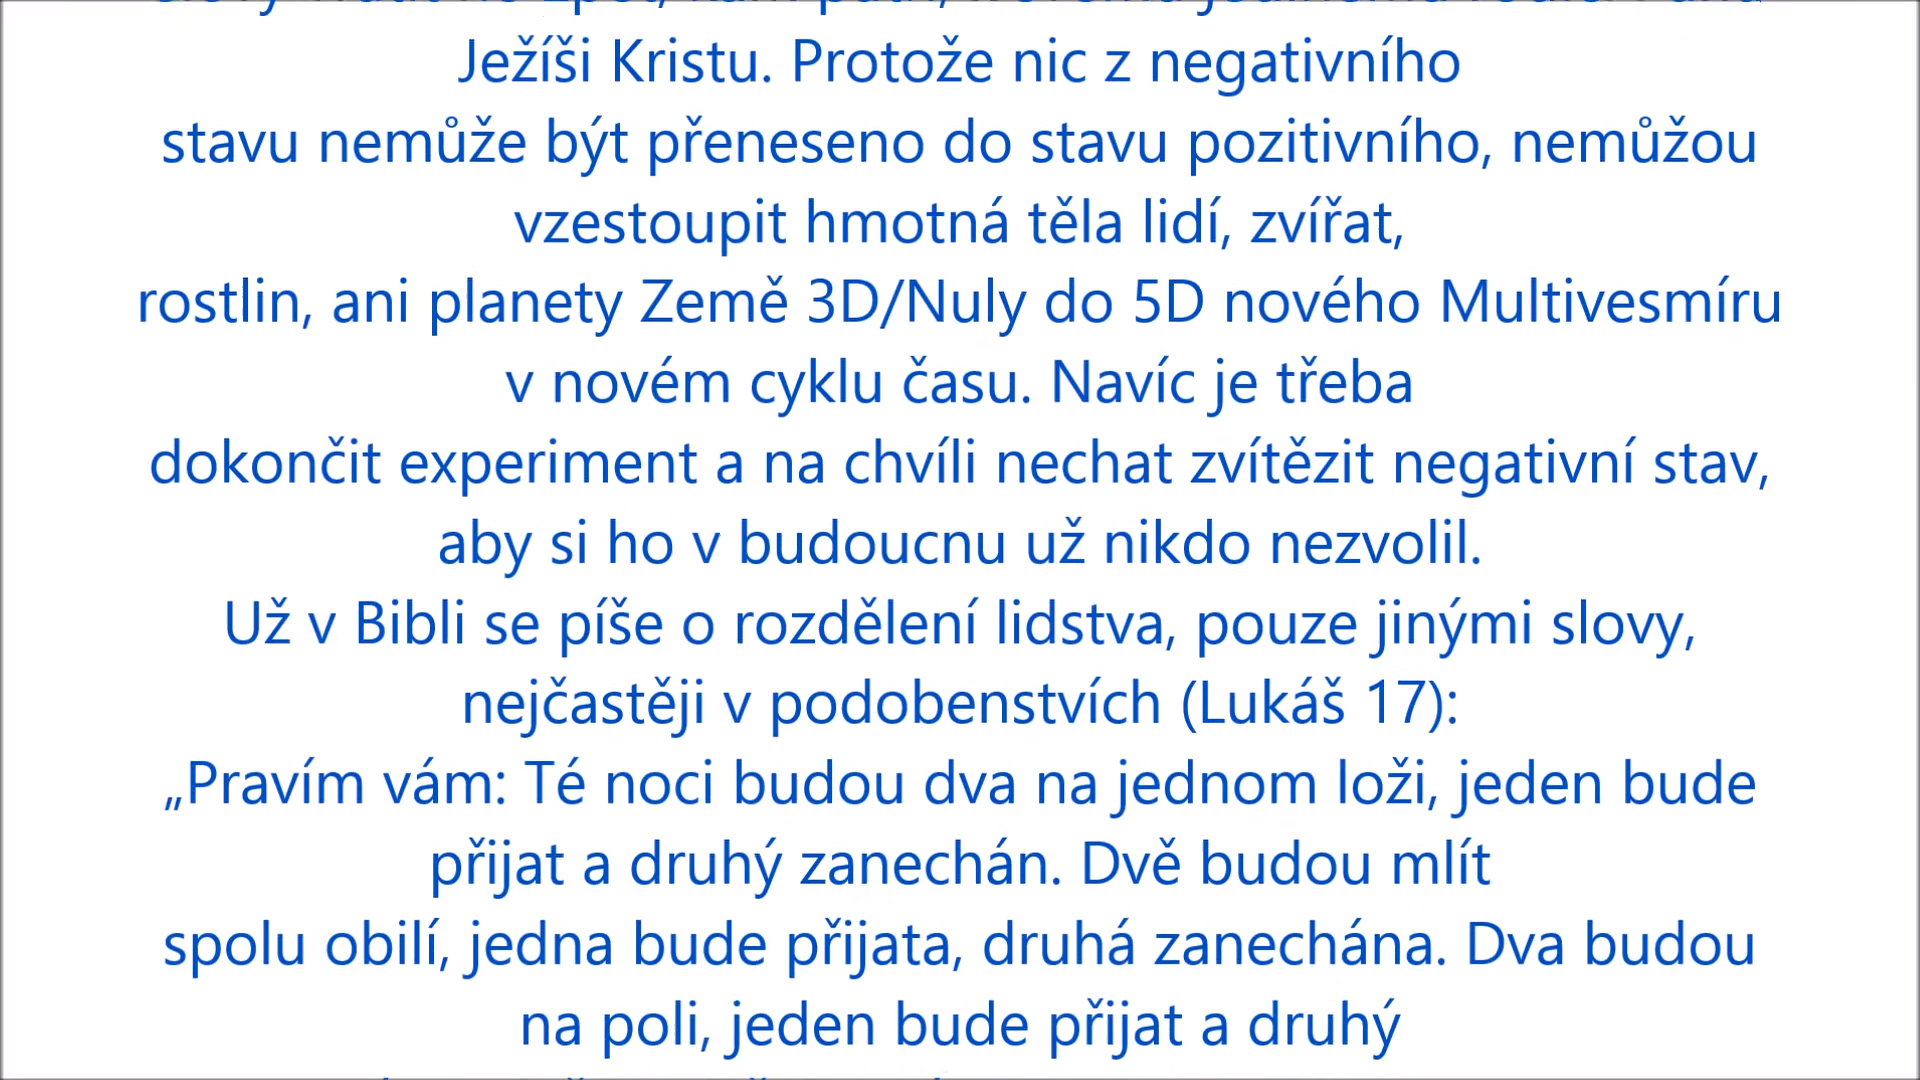 Ježíši Kristu. Protože nic z negativního
stavu nemůže být přeneseno do stavu pozitivního, nemůžou
vzestoupit hmotná těla lidí, zvířat,
rostlin, ani planety Země 3D/Nuly do 5D nového Multivesmíru
v novém cyklu času. Navíc je třeba
dokončit experiment a na chvíli nechat zvítězit negativní stav,
aby si ho v budoucnu už nikdo nezvolil.
Už v Bibli se píše o rozdělení lidstva, pouze jinými slovy,
nejčastěji v podobenstvích (Lukáš 17):
„Pravím vám: Té noci budou dva na jednom loži, jeden bude
přijat a druhý zanechán. Dvě budou mlít
spolu obilí, jedna bude přijata, druhá zanechána. Dva budou
na poli, jeden bude přijat a druhý